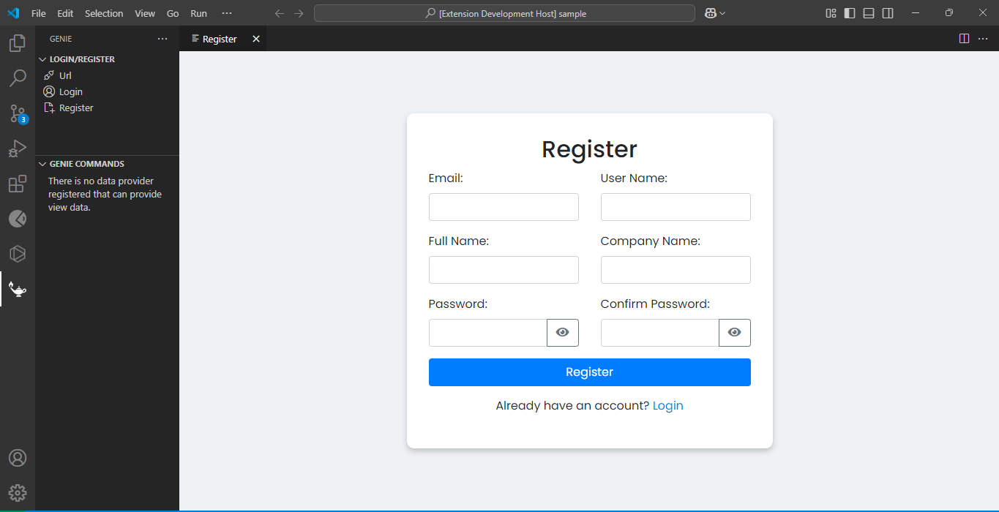 File Edit Selection View Go Run ···
[Extension Development Host] sample
GENIE ···
LOGIN/REGISTER
Url
Login
Register
3
GENIE COMMANDS
There is no data provider
registered that can provide
view data.
Register
Register
Email: User Name:
Full Name: Company Name:
Password: Confirm Password:
Register
Already have an account? Login